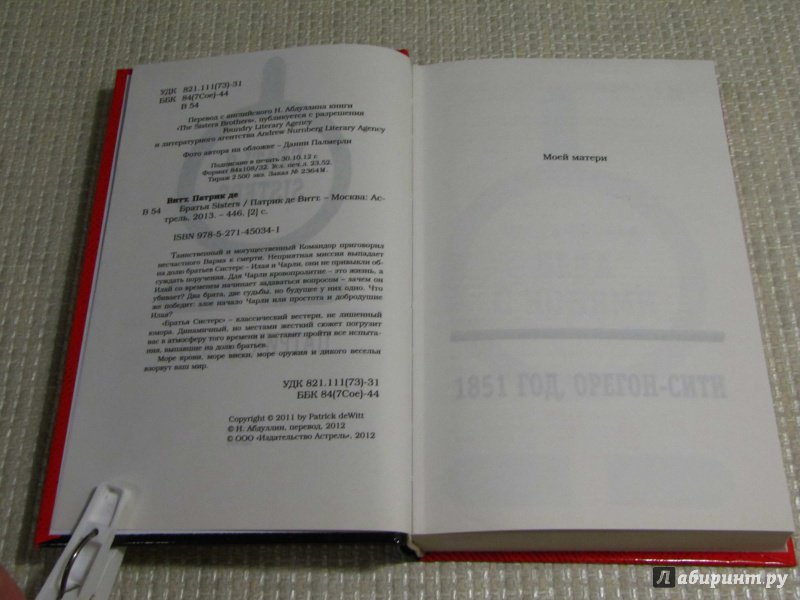 УДК 821.111(73)-31
ББК 84(7Сое)-44
В 54
Перевод с английского Н. Абдуллина книги
«The Sisters Brothers», публикуется с разрешения
Foundry Literary Agency
и литературного агентства Andrew Nurnberg Literary Agency
Фото автора на обложке – Данни Палмерли
Подписано в печать 30.10.12 г.
Формат 84х108/32. Усл. печ.л. 23,52.
Тираж 2 500 экз. Заказ № 2364М.
Витт, Патрик де
В 54 Братья Sisters / Патрик де Витт. – Москва: Ас-
трель, 2013. – 446, [2] с.
ISBN 978-5-271-45034-1
Таинственный и могущественный Командор приговорил
несчастного Варма к смерти. Неприятная миссия выпадает
на долю братьев Систерс – Илая и Чарли, они не привыкли об-
суждать поручения. Для Чарли кровопролитие – это жизнь, а
Илай со временем начинает задаваться вопросом – зачем он
убивает? Два брата, две судьбы, но будущее у них одно. Что
же победит: злое начало Чарли или простота и добродушие
Илая?
«Братья Систерс» – классический вестерн, не лишенный
юмора. Динамичный, но местами жесткий сюжет погрузит
вас в атмосферу того времени и заставит пройти все испыта-
ния, выпавшие на долю братьев.
Море крови, море виски, море оружия и дикого веселья
взорвут ваш мир.
УДК 821.111(73)-31
ББК 84(7Сое)-44
Copyright © 2011 by Patrick deWitt
© Н. Абдуллин, перевод, 2012
© ООО «Издательство Астрель», 2012
Моей матери
1851 ГОД, ОРЕГОН-СИТИ
Лабиринт.ру